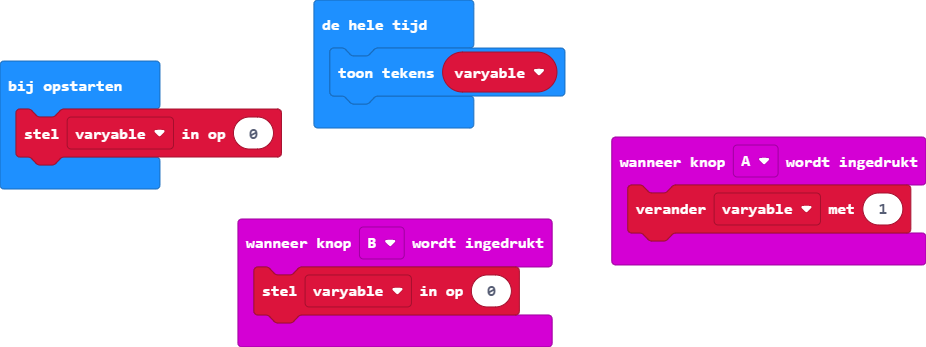 de hele tijd
toon tekens varyable
bij opstarten
stel varyable in op 0
wanneer knop A wordt ingedrukt
verander varyable met 1
wanneer knop B wordt ingedrukt
stel varyable in op 0